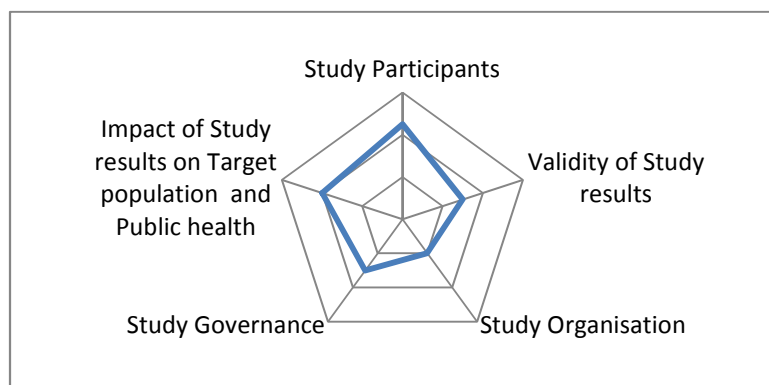 Study Participants
Impact of Study
results on Target
population and
Public health
Validity of Study
results
Study Governance
Study Organisation